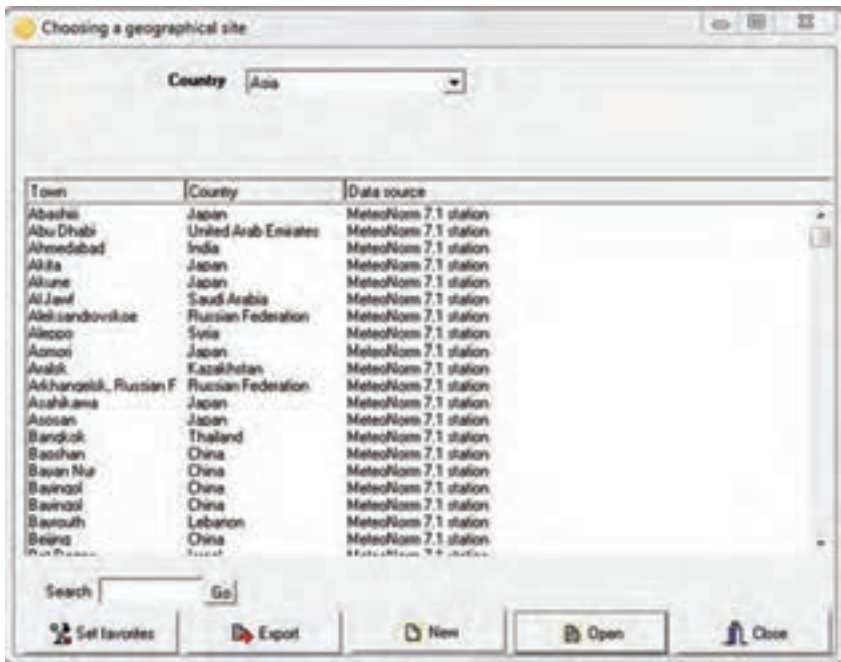 Choosing a geographical site
Country Asia
Town Country Data source
Abashiri Japan MeteoNorm 7.1 station
Abu Dhabi United Arab Emirates MeteoNorm 7.1 station
Ahmedabad India MeteoNorm 7.1 station
Akita Japan MeteoNorm 7.1 station
Akune Japan MeteoNorm 7.1 station
Al Jawf Saudi Arabia MeteoNorm 7.1 station
Aleksandrovskoe Russian Federation MeteoNorm 7.1 station
Aleppo Syria MeteoNorm 7.1 station
Aomori Japan MeteoNorm 7.1 station
Aralsk Kazakhstan MeteoNorm 7.1 station
Arkhangelsk, Russian F Russian Federation MeteoNorm 7.1 station
Asahikawa Japan MeteoNorm 7.1 station
Asosan Japan MeteoNorm 7.1 station
Bangkok Thailand MeteoNorm 7.1 station
Baoshan China MeteoNorm 7.1 station
Bayan Nur China MeteoNorm 7.1 station
Bayingol China MeteoNorm 7.1 station
Bayingol China MeteoNorm 7.1 station
Bayrouth Lebanon MeteoNorm 7.1 station
Beijing China MeteoNorm 7.1 station
Search Go
Set favorites Export New Open Close